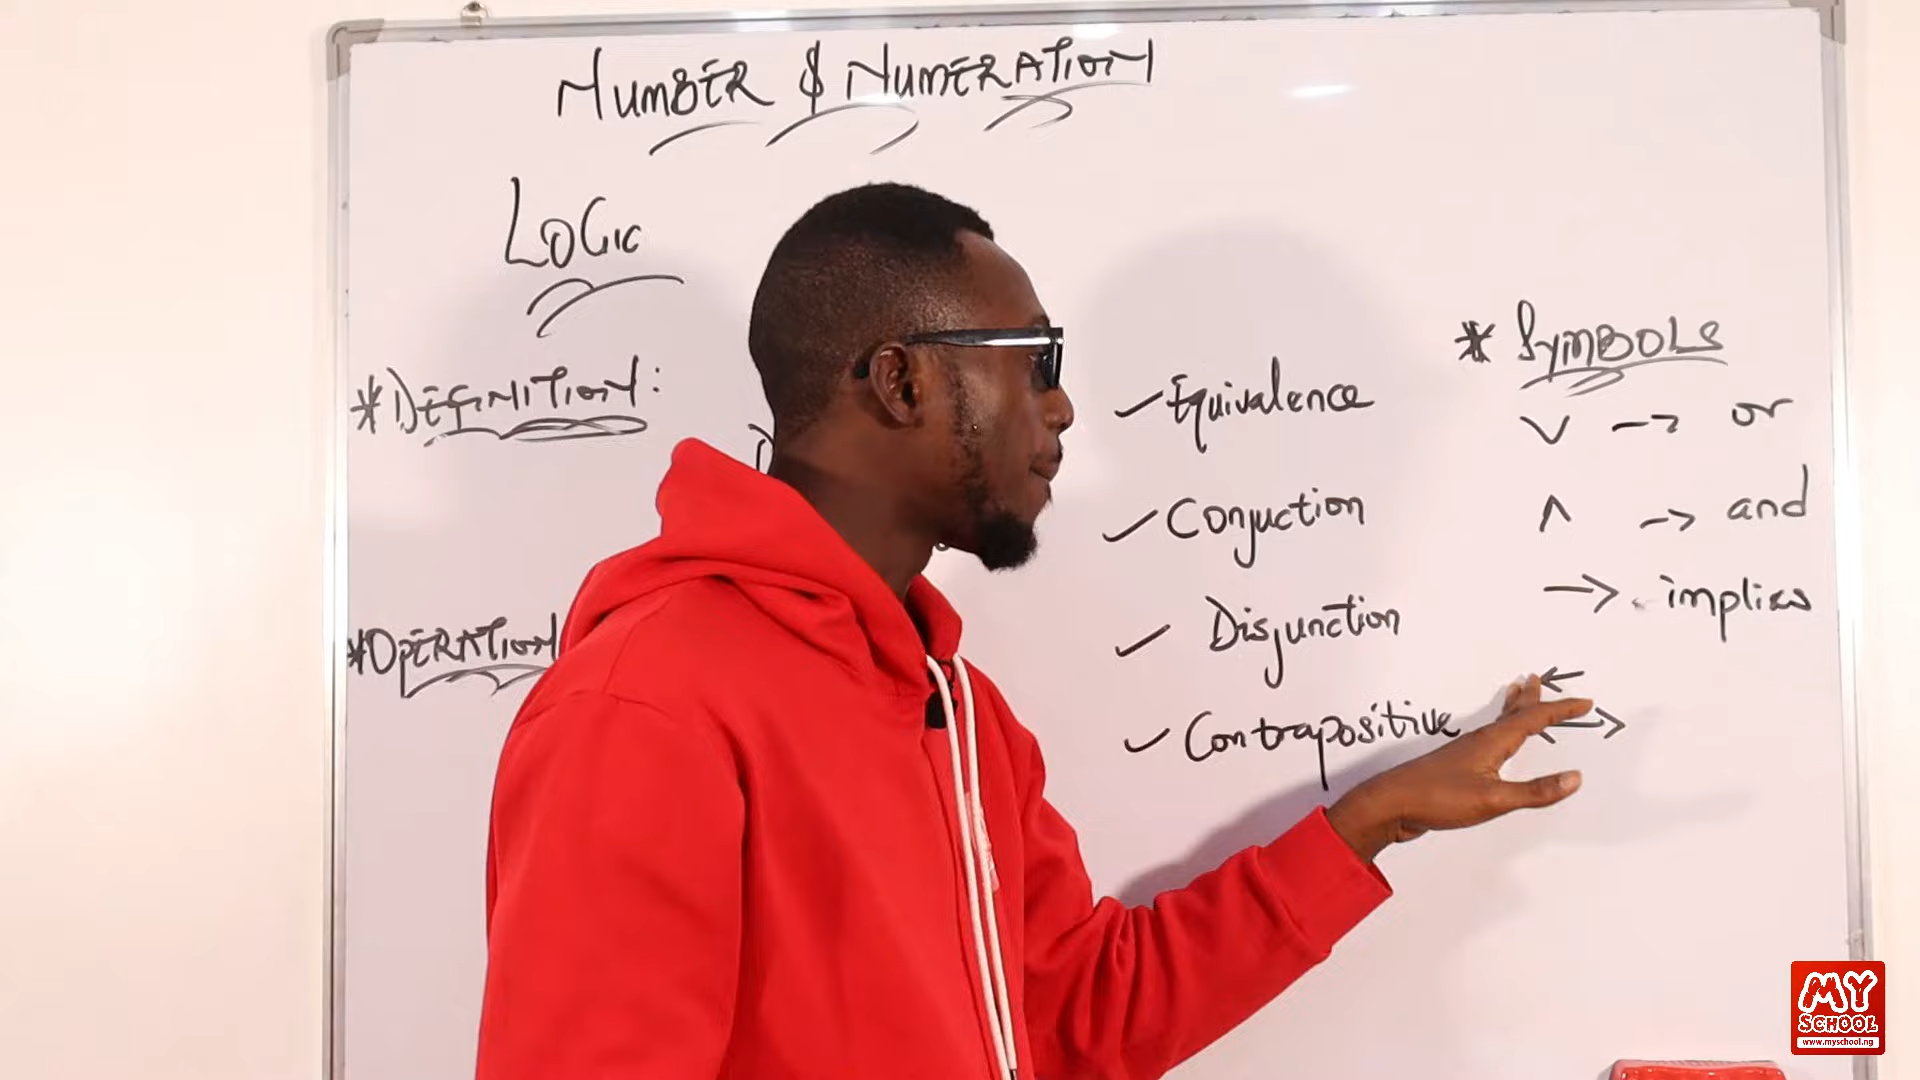 NUMBER & NUMERATION
LOGIC
*DEFINITION:
*OPERATION
✓ Equivalence
✓ Conjuction
✓ Disjunction
✓ Contrapositive
* SYMBOLS
∨ → or
∧ → and
→ implies
←
↔
MY
SCHOOL
www.myschool.ng